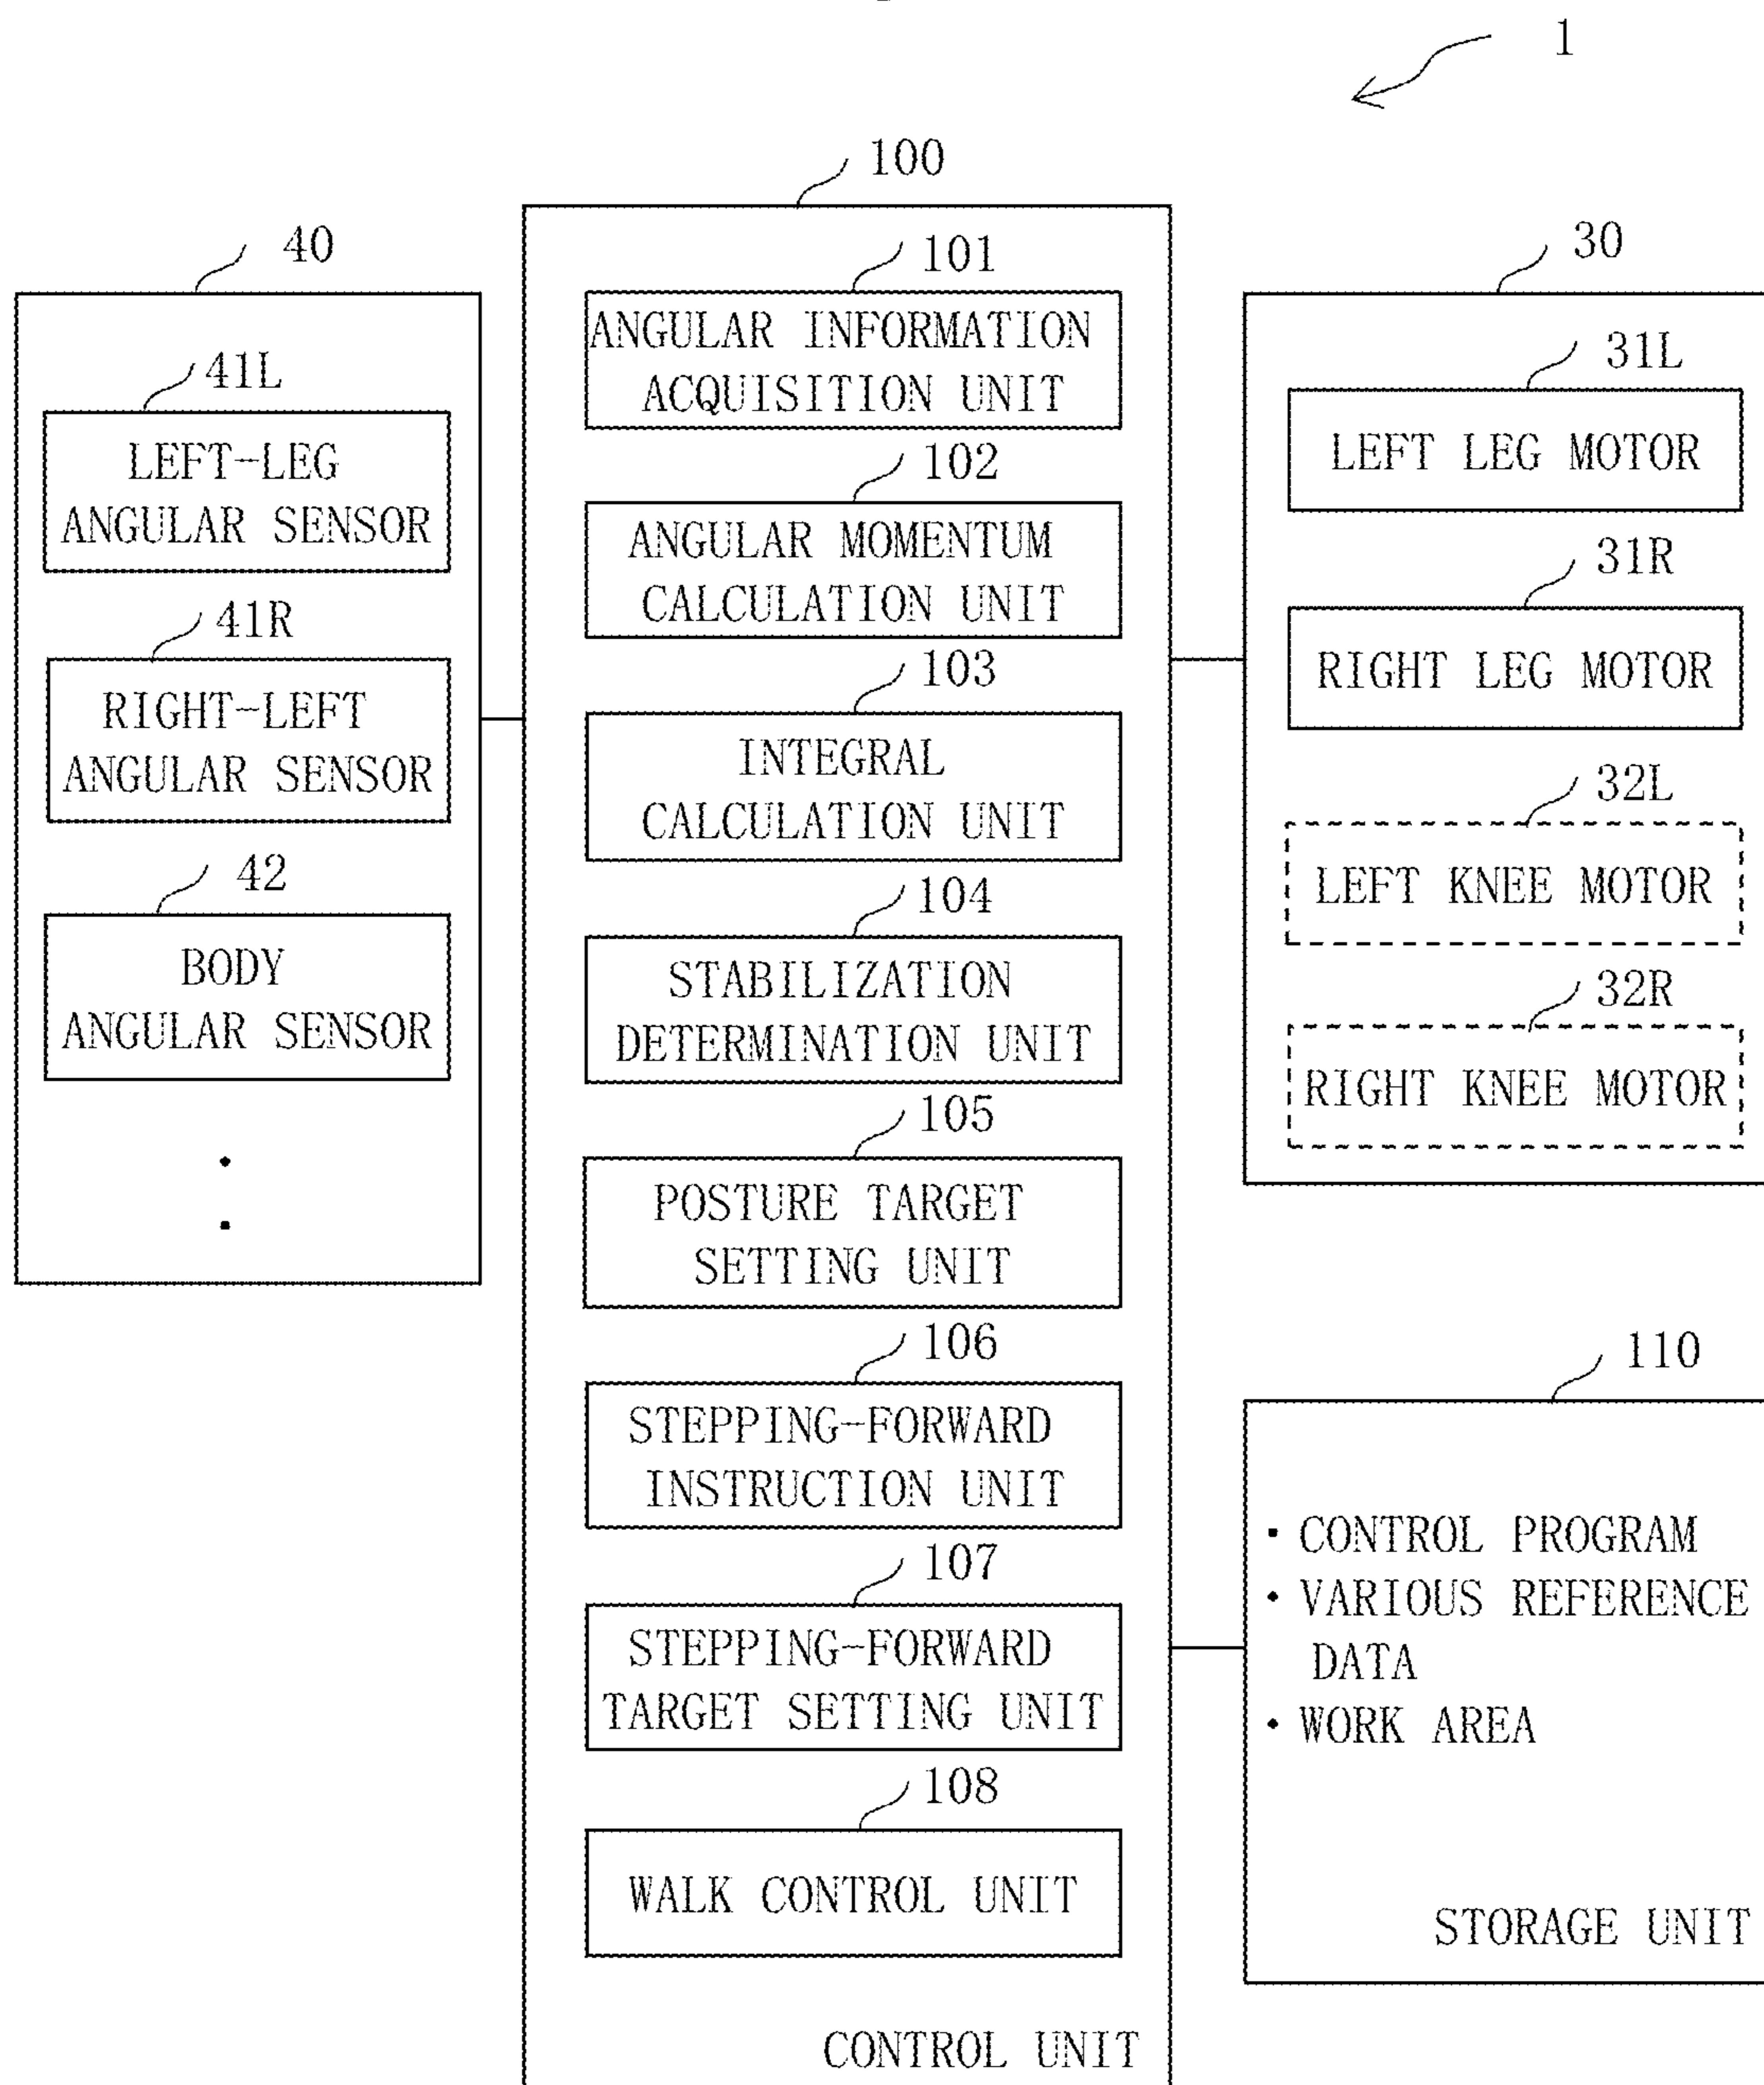 1
100
40
101
ANGULAR INFORMATION
ACQUISITION UNIT
30
41L
LEFT-LEG
ANGULAR SENSOR
41R
RIGHT-LEFT
ANGULAR SENSOR
42
BODY
ANGULAR SENSOR
102
ANGULAR MOMENTUM
CALCULATION UNIT
103
INTEGRAL
CALCULATION UNIT
104
STABILIZATION
DETERMINATION UNIT
105
POSTURE TARGET
SETTING UNIT
106
STEPPING-FORWARD
INSTRUCTION UNIT
107
STEPPING-FORWARD
TARGET SETTING UNIT
108
WALK CONTROL UNIT
CONTROL UNIT
31L
LEFT LEG MOTOR
31R
RIGHT LEG MOTOR
32L
LEFT KNEE MOTOR
32R
RIGHT KNEE MOTOR
110
• CONTROL PROGRAM
• VARIOUS REFERENCE
DATA
• WORK AREA
STORAGE UNIT